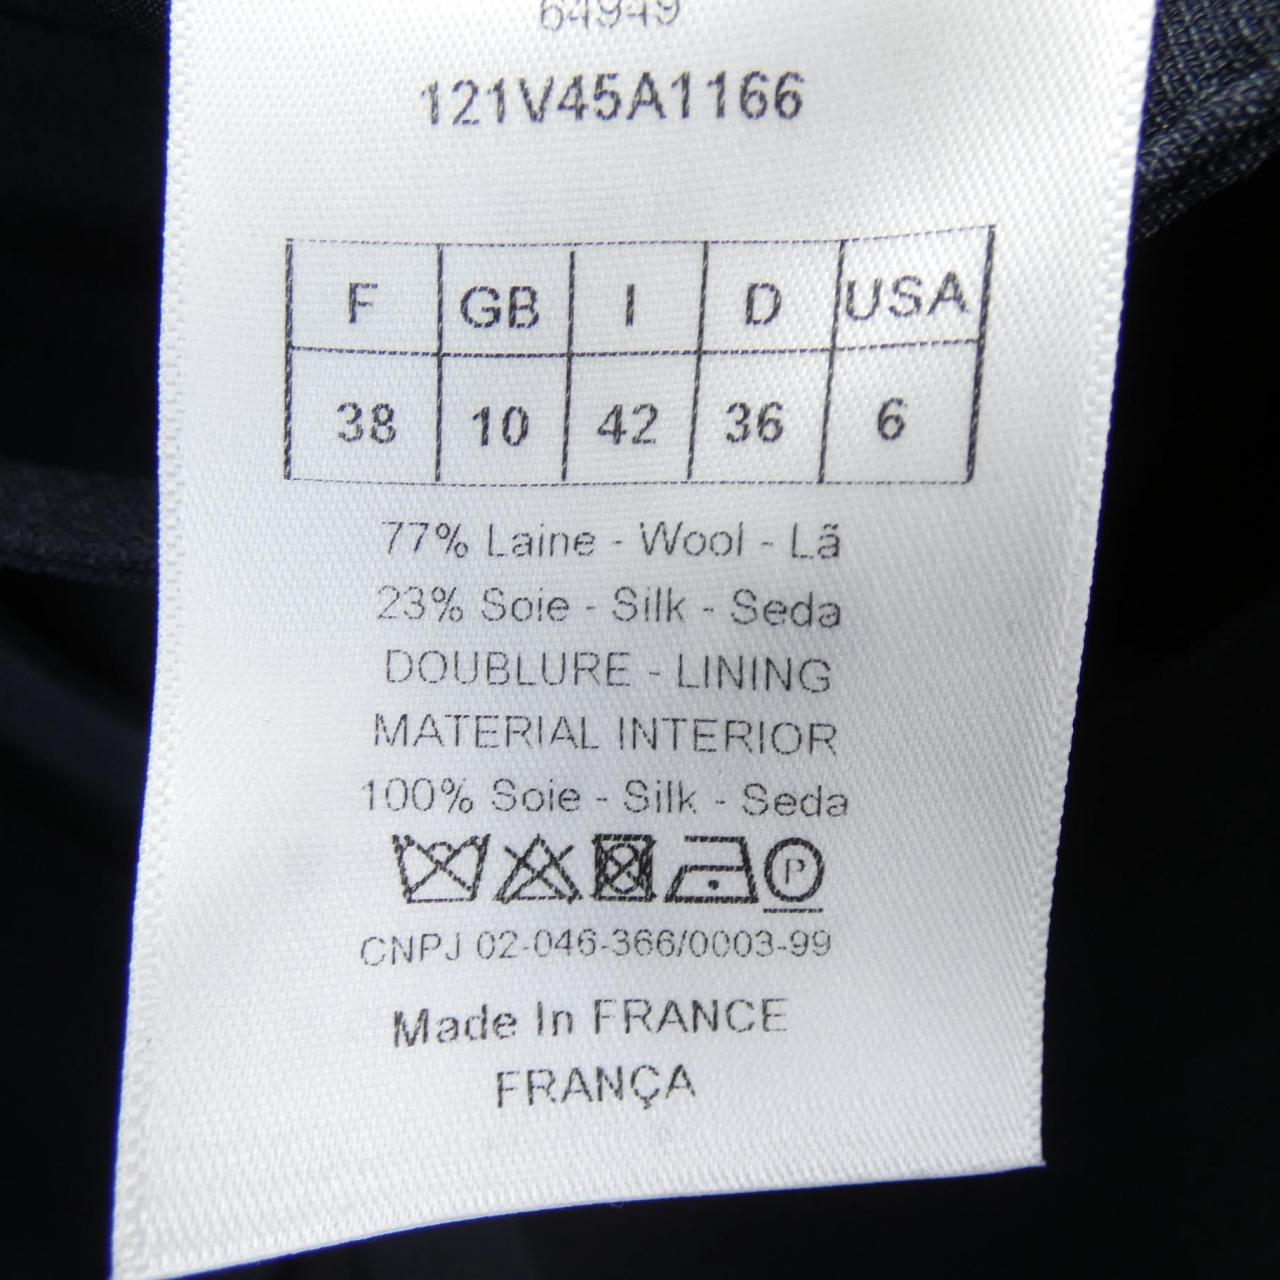 64949
121V45A1166
F GB I D USA
38 10 42 36 6
77% Laine - Wool - Lã
23% Soie - Silk - Seda
DOUBLURE - LINING
MATERIAL INTERIOR
100% Soie - Silk - Seda
P
CNPJ 02-046-366/0003-99
Made In FRANCE
FRANÇA